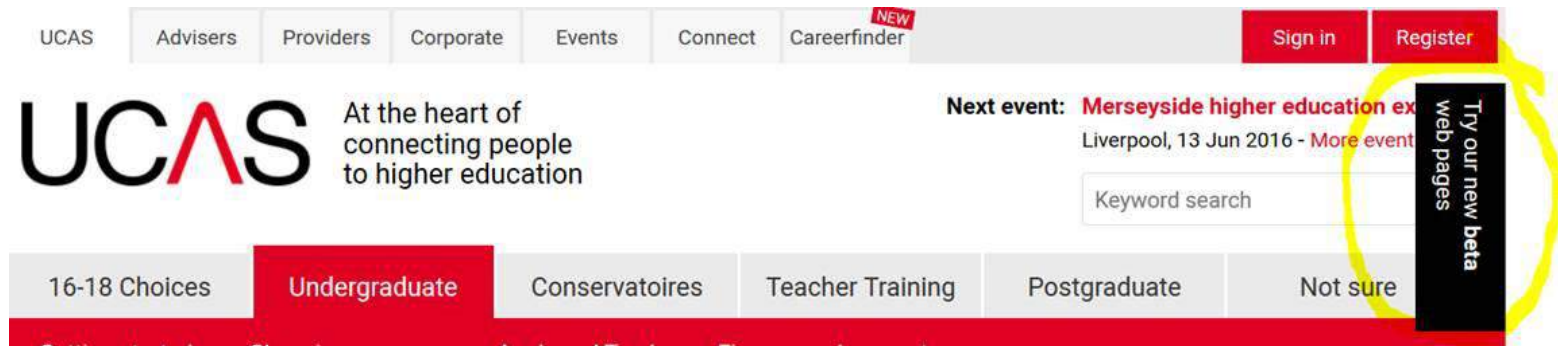 UCAS Advisers Providers Corporate Events Connect Careerfinder NEW Sign in Register
UCAS
At the heart of
connecting people
to higher education
Next event: Merseyside higher education ex
Liverpool, 13 Jun 2016 - More event
Keyword search
Try our new beta
web pages
16-18 Choices Undergraduate Conservatoires Teacher Training Postgraduate Not sure